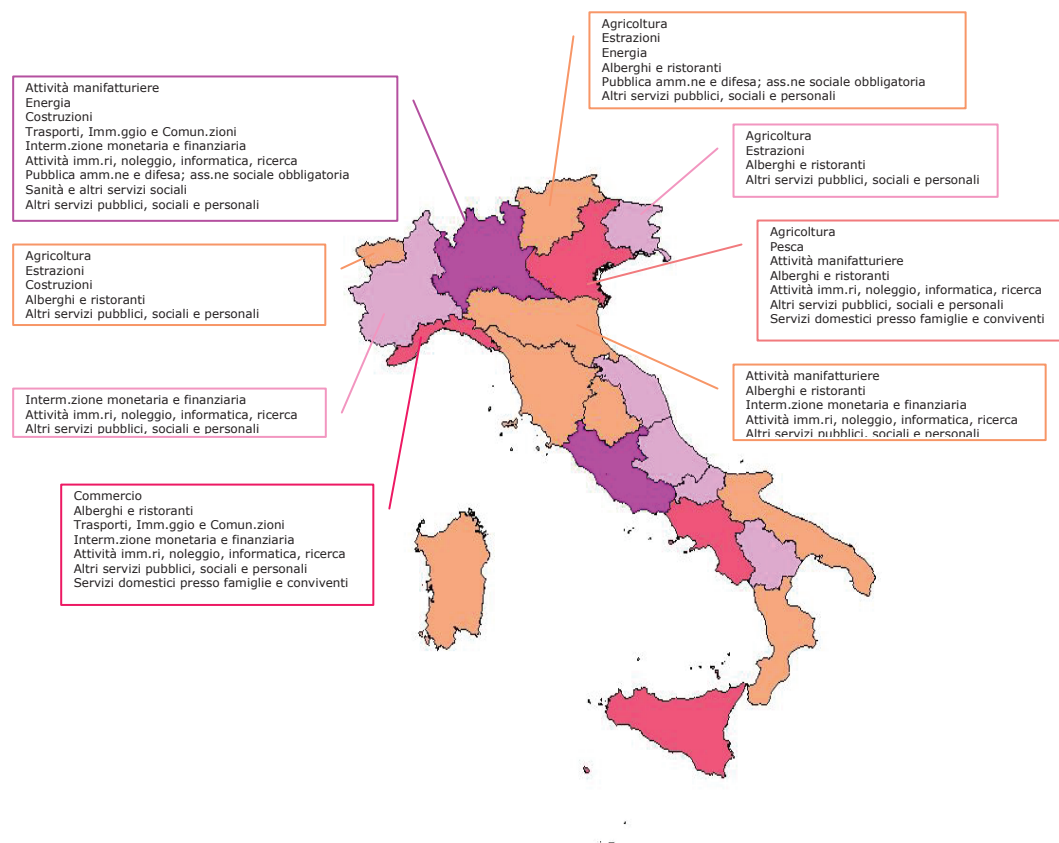 Agricoltura
Estrazioni
Energia
Alberghi e ristoranti
Pubblica amm.ne e difesa; ass.ne sociale obbligatoria
Altri servizi pubblici, sociali e personali
Attività manifatturiere
Energia
Costruzioni
Trasporti, Imm.ggio e Comun.zioni
Interm.zione monetaria e finanziaria
Attività imm.ri, noleggio, informatica, ricerca
Pubblica amm.ne e difesa; ass.ne sociale obbligatoria
Sanità e altri servizi sociali
Altri servizi pubblici, sociali e personali
Agricoltura
Estrazioni
Alberghi e ristoranti
Altri servizi pubblici, sociali e personali
Agricoltura
Pesca
Attività manifatturiere
Alberghi e ristoranti
Attività imm.ri, noleggio, informatica, ricerca
Altri servizi pubblici, sociali e personali
Servizi domestici presso famiglie e conviventi
Agricoltura
Estrazioni
Costruzioni
Alberghi e ristoranti
Altri servizi pubblici, sociali e personali
Attività manifatturiere
Alberghi e ristoranti
Interm.zione monetaria e finanziaria
Attività imm.ri, noleggio, informatica, ricerca
Altri servizi pubblici, sociali e personali
Interm.zione monetaria e finanziaria
Attività imm.ri, noleggio, informatica, ricerca
Altri servizi pubblici, sociali e personali
Commercio
Alberghi e ristoranti
Trasporti, Imm.ggio e Comun.zioni
Interm.zione monetaria e finanziaria
Attività imm.ri, noleggio, informatica, ricerca
Altri servizi pubblici, sociali e personali
Servizi domestici presso famiglie e conviventi